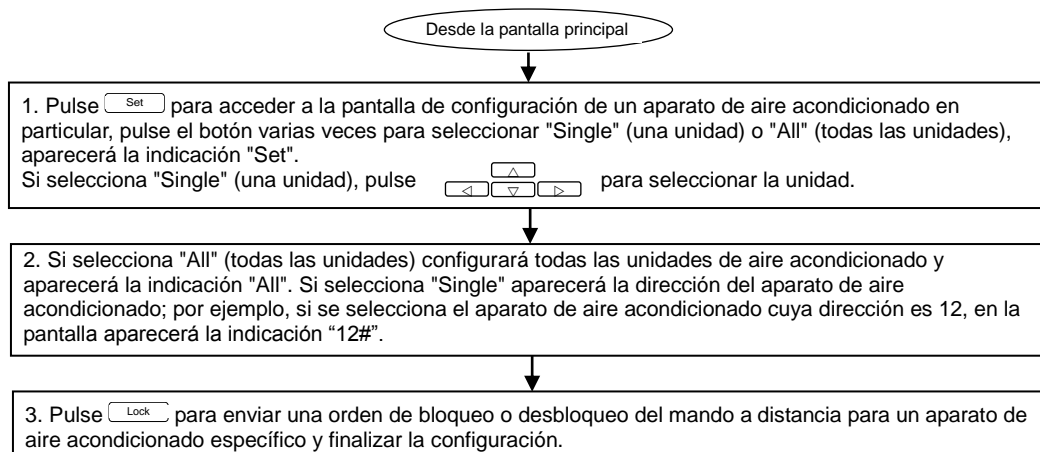 Desde la pantalla principal
1. Pulse Set para acceder a la pantalla de configuración de un aparato de aire acondicionado en
particular, pulse el botón varias veces para seleccionar "Single" (una unidad) o "All" (todas las unidades),
aparecerá la indicación "Set".
Si selecciona "Single" (una unidad), pulse para seleccionar la unidad.
2. Si selecciona "All" (todas las unidades) configurará todas las unidades de aire acondicionado y
aparecerá la indicación "All". Si selecciona "Single" aparecerá la dirección del aparato de aire
acondicionado; por ejemplo, si se selecciona el aparato de aire acondicionado cuya dirección es 12, en la
pantalla aparecerá la indicación “12#”.
3. Pulse Lock para enviar una orden de bloqueo o desbloqueo del mando a distancia para un aparato de
aire acondicionado específico y finalizar la configuración.